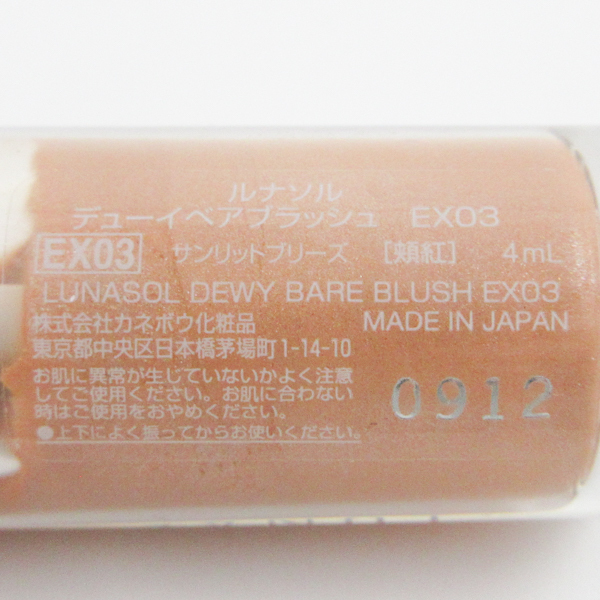 ルナソル
デューイベアブラッシュ EX03
EX03 サンリットブリーズ [頬紅] 4mL
LUNASOL DEWY BARE BLUSH EX03
株式会社カネボウ化粧品 MADE IN JAPAN
東京都中央区日本橋茅場町1-14-10
お肌に異常が生じていないかよく注意
してご使用ください。お肌に合わない
時はご使用をおやめください。
●上下によく振ってからお使いください。
0912